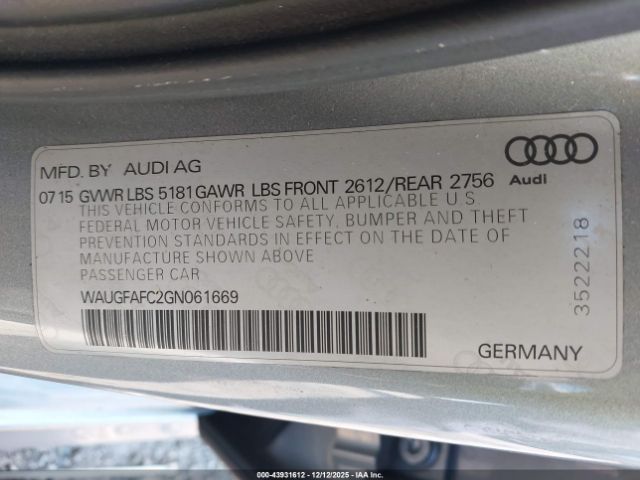 MFD. BY AUDI AG
07 15 GVWR LBS 5181 GAWR LBS FRONT 2612/REAR 2756
Audi
THIS VEHICLE CONFORMS TO ALL APPLICABLE U S
FEDERAL MOTOR VEHICLE SAFETY, BUMPER AND THEFT
PREVENTION STANDARDS IN EFFECT ON THE DATE OF
MANUFACTURE SHOWN ABOVE
PASSENGER CAR
WAUGFAFC2GN061669
3522218
GERMANY
000-43931612 - 12/12/2025 - IAAI.COM